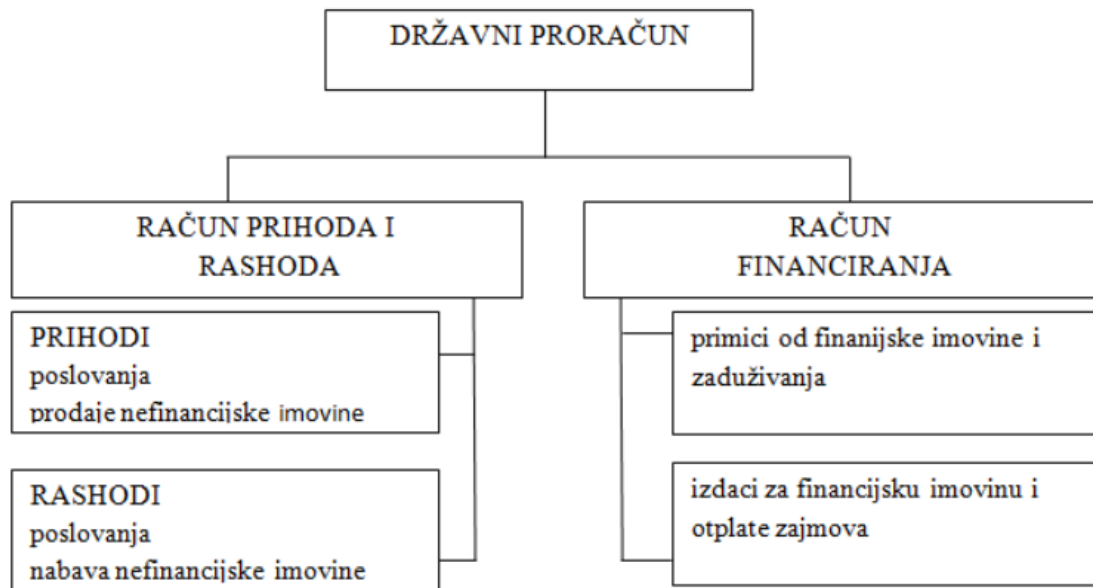 DRŽAVNI PRORAČUN
RAČUN PRIHODA I
RASHODA
PRIHODI
poslovanja
prodaje nefinancijske imovine
RASHODI
poslovanja
nabava nefinancijske imovine
RAČUN
FINANCIRANJA
primici od finanijske imovine i
zaduživanja
izdaci za financijsku imovinu i
otplate zajmova